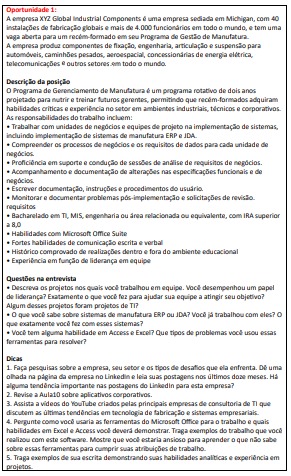 Oportunidade 1:
A empresa XYZ Global Industrial Components é uma empresa sediada em Michigan, com 40
instalações de fabricação globais e mais de 4.000 funcionários em todo o mundo, e tem uma
vaga aberta para um recém-formado em seu Programa de Gestão de Manufatura.
A empresa produz componentes de fixação, engenharia, articulação e suspensão para
automóveis, caminhões pesados, aeroespacial, concessionárias de energia elétrica,
telecomunicações e outros setores em todo o mundo.
Descrição da posição
O Programa de Gerenciamento de Manufatura é um programa rotativo de dois anos
projetado para nutrir e treinar futuros gerentes, permitindo que recém-formados adquiram
habilidades críticas e experiência no setor em ambientes industriais, técnicos e corporativos.
As responsabilidades do trabalho incluem:
• Trabalhar com unidades de negócios e equipes de projeto na implementação de sistemas,
incluindo implementação de sistemas de manufatura ERP e JDA.
• Compreender os processos de negócios e os requisitos de dados para cada unidade de
negócios.
• Proficiência em suporte e condução de sessões de análise de requisitos de negócios.
• Acompanhamento e documentação de alterações nas especificações funcionais e de
negócios.
• Escrever documentação, instruções e procedimentos do usuário.
• Monitorar e documentar problemas pós-implementação e solicitações de revisão.
requisitos
• Bacharelado em TI, MIS, engenharia ou área relacionada ou equivalente, com IRA superior
a 8,0
• Habilidades com Microsoft Office Suite
• Fortes habilidades de comunicação escrita e verbal
• Histórico comprovado de realizações dentro e fora do ambiente educacional
• Experiência em função de liderança em equipe
Questões na entrevista
• Descreva os projetos nos quais você trabalhou em equipe. Você desempenhou um papel
de liderança? Exatamente o que você fez para ajudar sua equipe a atingir seu objetivo?
Algum desses projetos foram projetos de TI?
• O que você sabe sobre sistemas de manufatura ERP ou JDA? Você já trabalhou com eles? O
que exatamente você fez com esses sistemas?
• Você tem alguma habilidade em Access e Excel? Que tipos de problemas você usou essas
ferramentas para resolver?
Dicas
1. Faça pesquisas sobre a empresa, seu setor e os tipos de desafios que ela enfrenta. Dê uma
olhada na página da empresa no LinkedIn e leia suas postagens nos últimos doze meses. Há
alguma tendência importante nas postagens do LinkedIn para esta empresa?
2. Revise a Aula10 sobre aplicativos corporativos.
3. Assista a vídeos do YouTube criados pelas principais empresas de consultoria de TI que
discutem as últimas tendências em tecnologia de fabricação e sistemas empresariais.
4. Pergunte como você usaria as ferramentas do Microsoft Office para o trabalho e quais
habilidades em Excel e Access você deverá demonstrar. Traga exemplos do trabalho que você
realizou com este software. Mostre que você estaria ansioso para aprender o que não sabe
sobre essas ferramentas para cumprir suas atribuições de trabalho.
5. Traga exemplos de sua escrita demonstrando suas habilidades analíticas e experiência em
projetos.